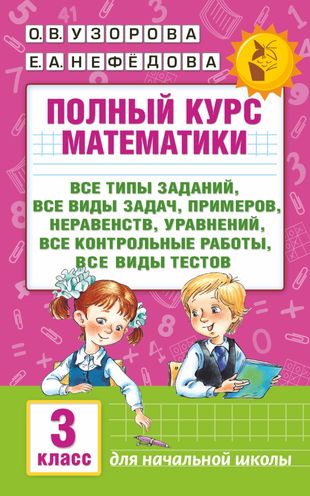 О.В. УЗОРОВА
Е.А. НЕФЁДОВА
ПОЛНЫЙ КУРС
МАТЕМАТИКИ
ВСЕ ТИПЫ ЗАДАНИЙ,
ВСЕ ВИДЫ ЗАДАЧ, ПРИМЕРОВ,
НЕРАВЕНСТВ, УРАВНЕНИЙ,
ВСЕ КОНТРОЛЬНЫЕ РАБОТЫ,
ВСЕ ВИДЫ ТЕСТОВ
3
КЛАСС
для начальной школы